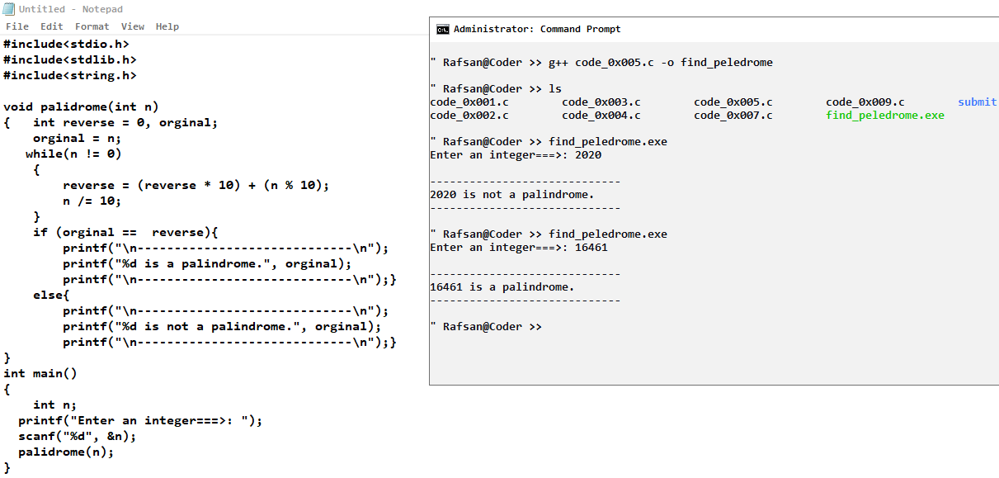 Untitled - Notepad
File Edit Format View Help
#include<stdio.h>
#include<stdlib.h>
#include<string.h>
void palidrome(int n)
{   int reverse = 0, orginal;
    orginal = n;
   while(n != 0)
    {
        reverse = (reverse * 10) + (n % 10);
        n /= 10;
    }
    if (orginal ==  reverse){
        printf("\n-----------------------------\n");
        printf("%d is a palindrome.", orginal);
        printf("\n-----------------------------\n");}
    else{
        printf("\n-----------------------------\n");
        printf("%d is not a palindrome.", orginal);
        printf("\n-----------------------------\n");}
}
int main()
{
    int n;
  printf("Enter an integer===>: ");
  scanf("%d", &n);
  palidrome(n);
}
Administrator: Command Prompt
" Rafsan@Coder >> g++ code_0x005.c -o find_peledrome
" Rafsan@Coder >> ls
code_0x001.c        code_0x003.c        code_0x005.c        code_0x009.c        submit
code_0x002.c        code_0x004.c        code_0x007.c        find_peledrome.exe
" Rafsan@Coder >> find_peledrome.exe
Enter an integer===>: 2020
-----------------------------
2020 is not a palindrome.
-----------------------------
" Rafsan@Coder >> find_peledrome.exe
Enter an integer===>: 16461
-----------------------------
16461 is a palindrome.
-----------------------------
" Rafsan@Coder >>